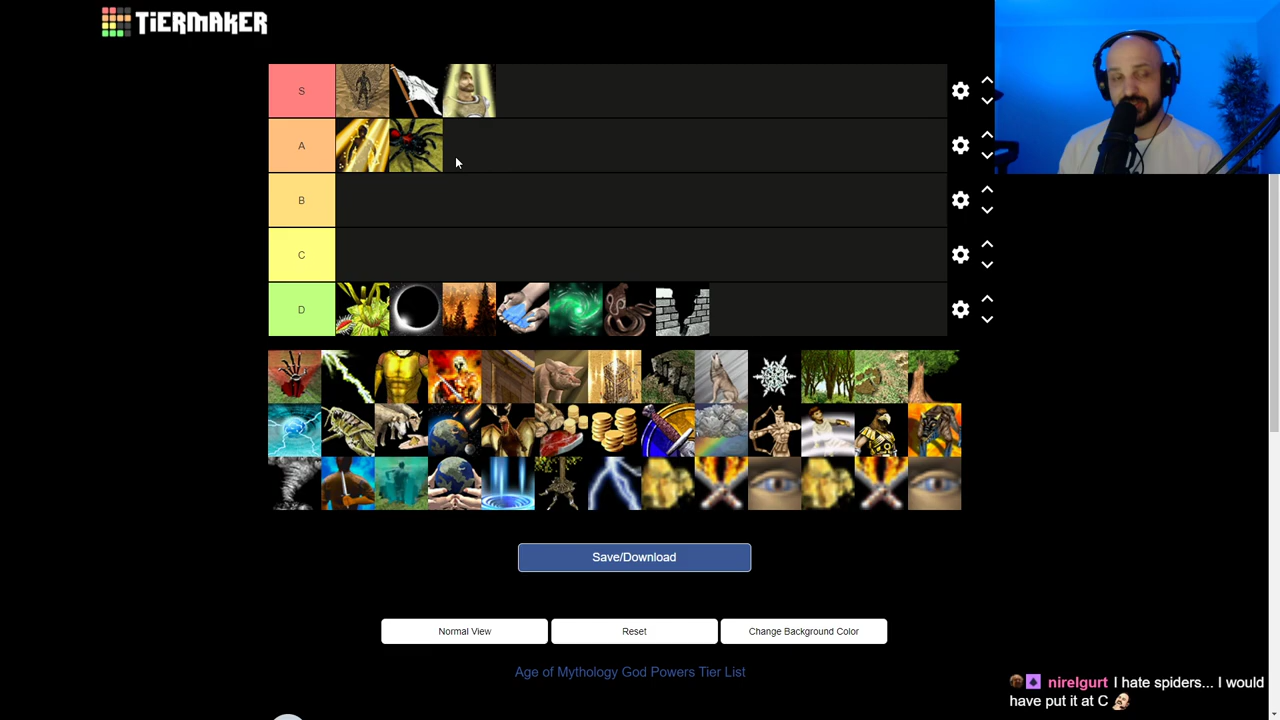 TiERMAKER
S
A
B
C
D
Save/Download
Normal View
Reset
Change Background Color
Age of Mythology God Powers Tier List
nirelgurt I hate spiders... I would
have put it at C